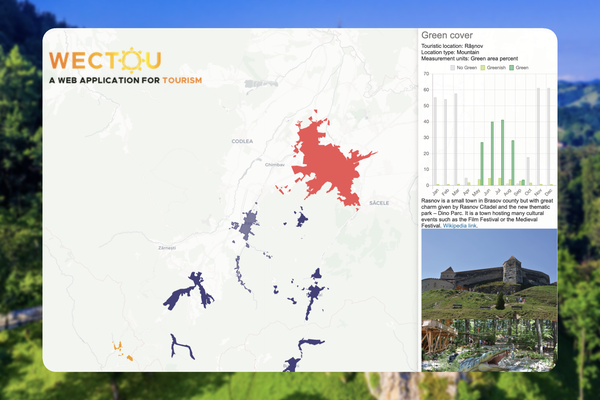 WECTOU
A WEB APPLICATION FOR TOURISM
CODLEA
Ghimbav
SĂCELE
Zărnești
Green cover
Touristic location: Râșnov
Location type: Mountain
Measurement units: Green area percent
No Green Greenish Green
70
60
50
40
30
20
10
0
Jan Feb Mar Apr May Jun Jul Aug Sep Oct Nov Dec
Rasnov is a small town in Brasov county but with great
charm given by Rasnov Citadel and the new thematic
park – Dino Parc. It is a town hosting many cultural
events such as the Film Festival or the Medieval
Festival. Wikipedia link.